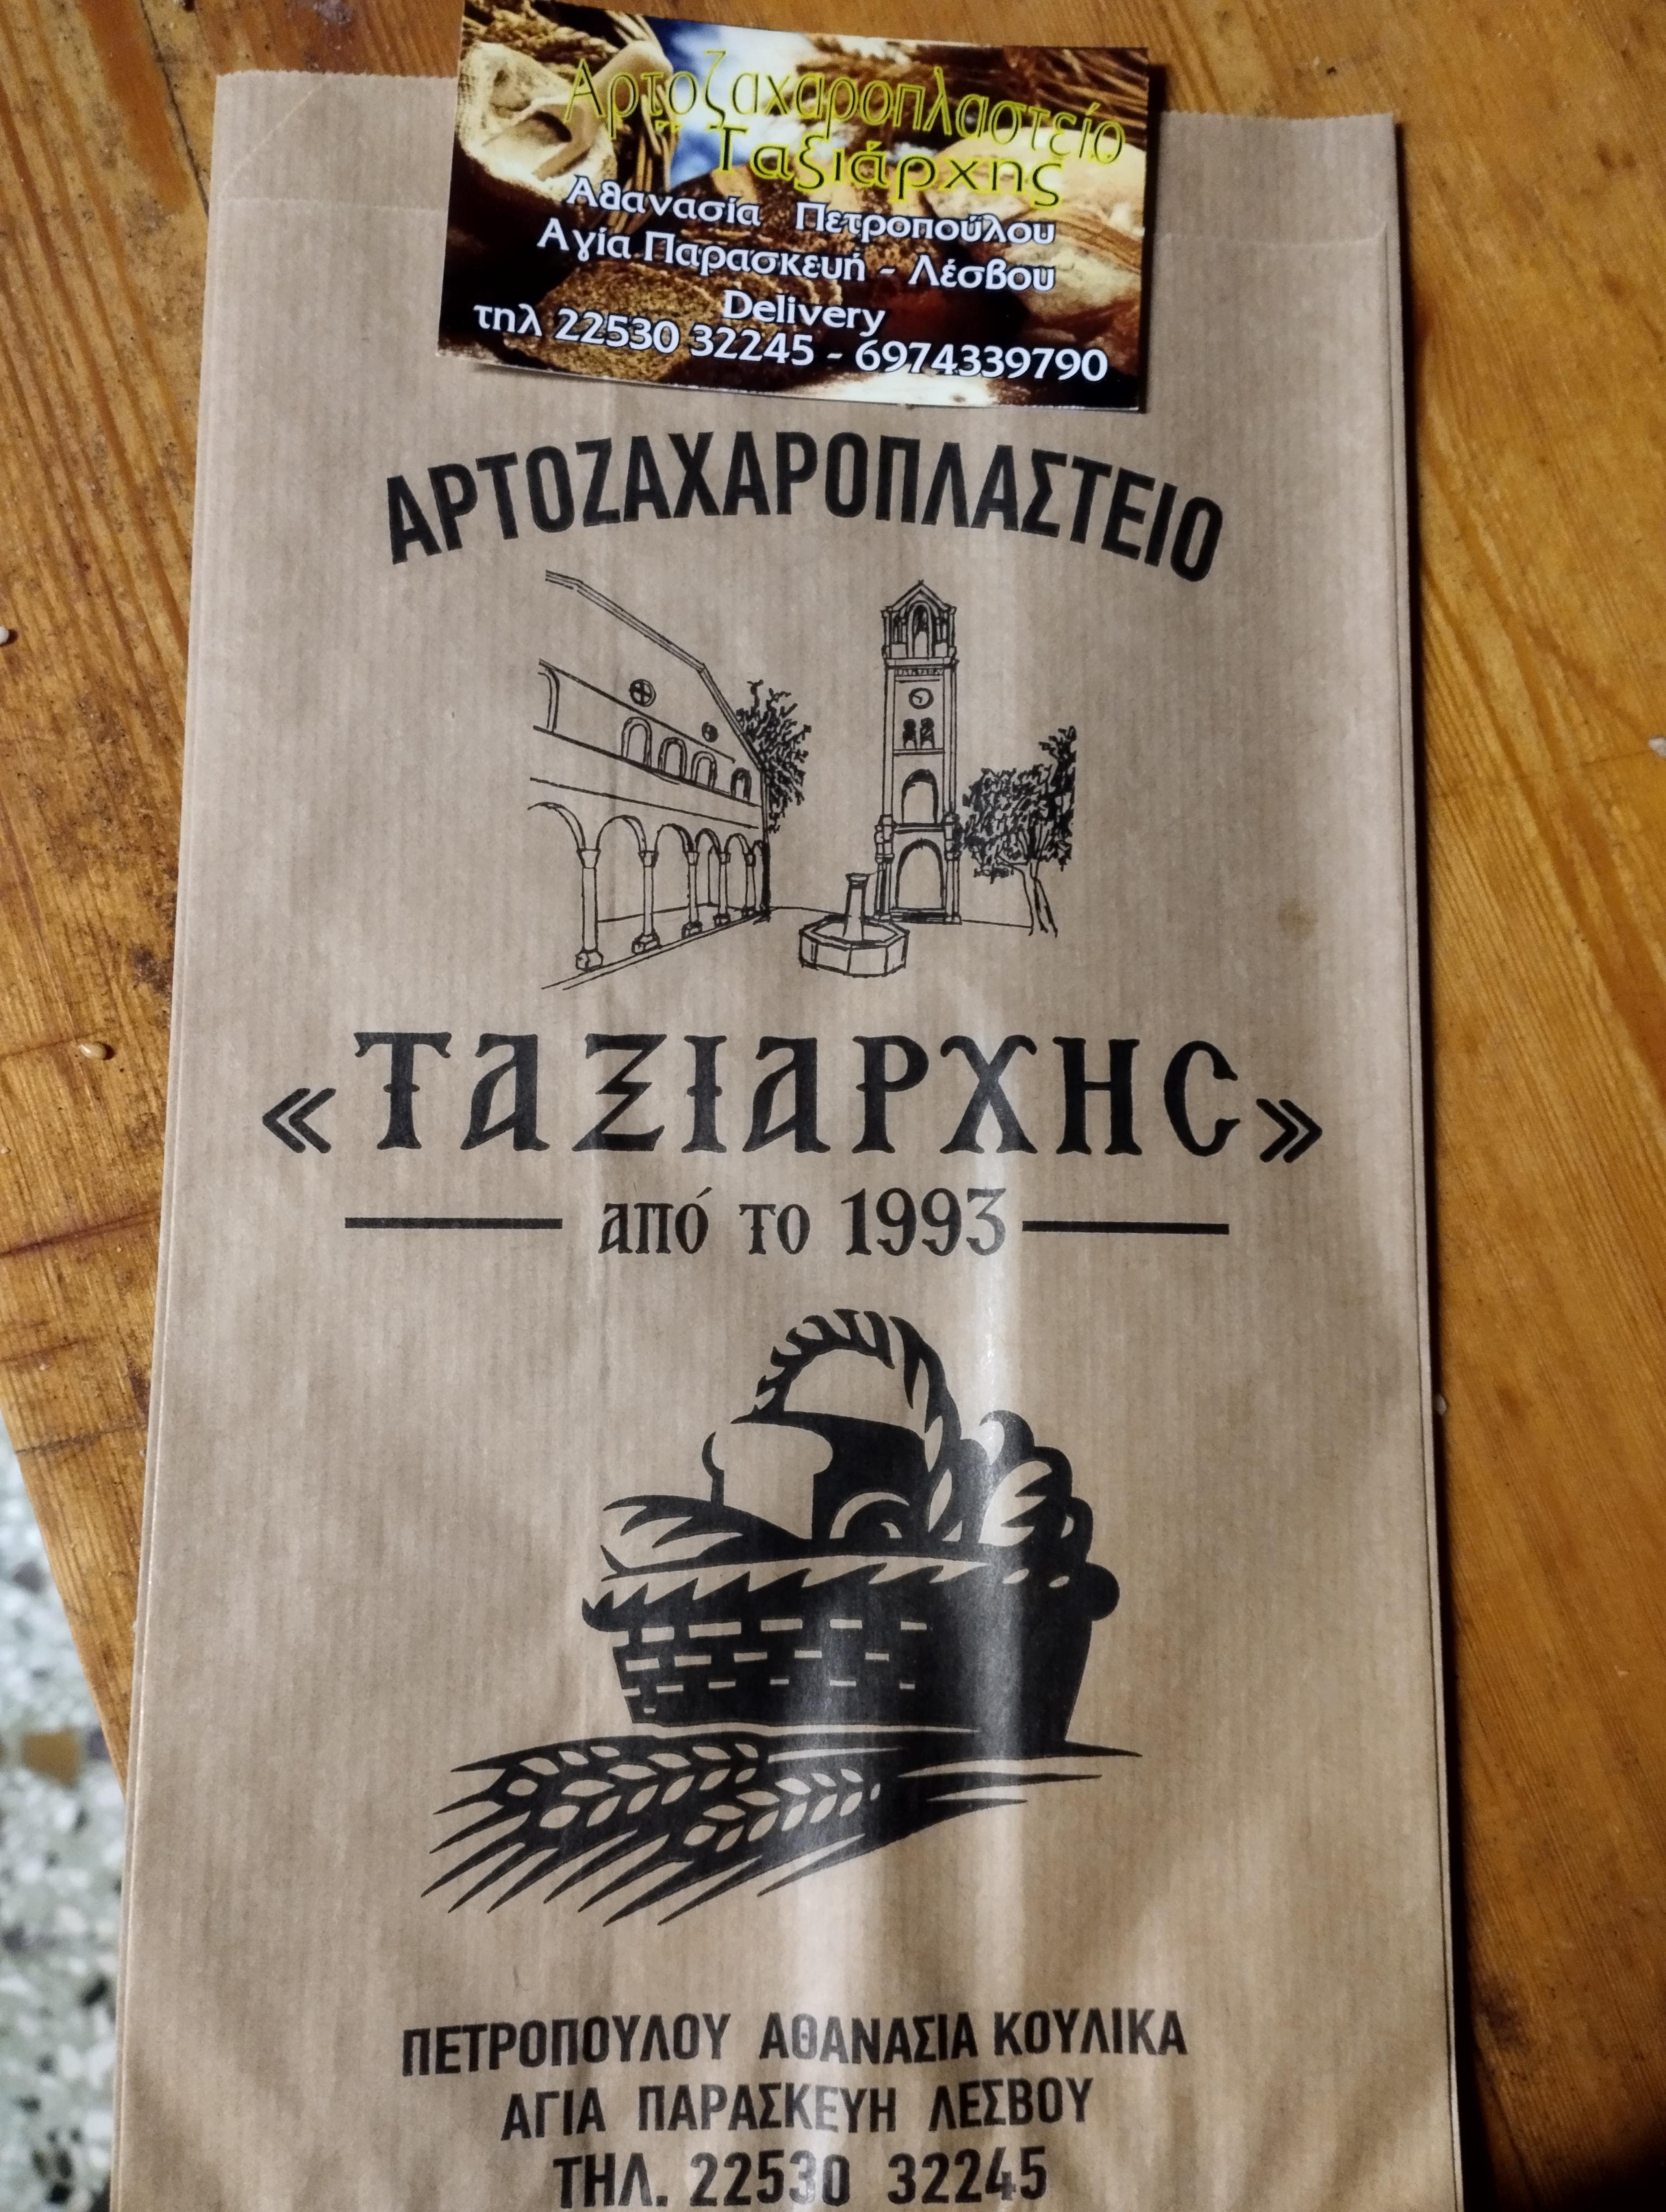 Αρτοζαχαροπλαστείο
Ταξιάρχης
Αθανασία Πετροπούλου
Αγία Παρασκευή - Λέσβου
Delivery
τηλ 22530 32245 - 6974339790
ΑΡΤΟΖΑΧΑΡΟΠΛΑΣΤΕΙΟ
«ΤΑΞΙΑΡΧΗС»
από το 1993
ΠΕΤΡΟΠΟΥΛΟΥ ΑΘΑΝΑΣΙΑ ΚΟΥΛΙΚΑ
ΑΓΙΑ ΠΑΡΑΣΚΕΥΗ ΛΕΣΒΟΥ
ΤΗΛ. 22530 32245